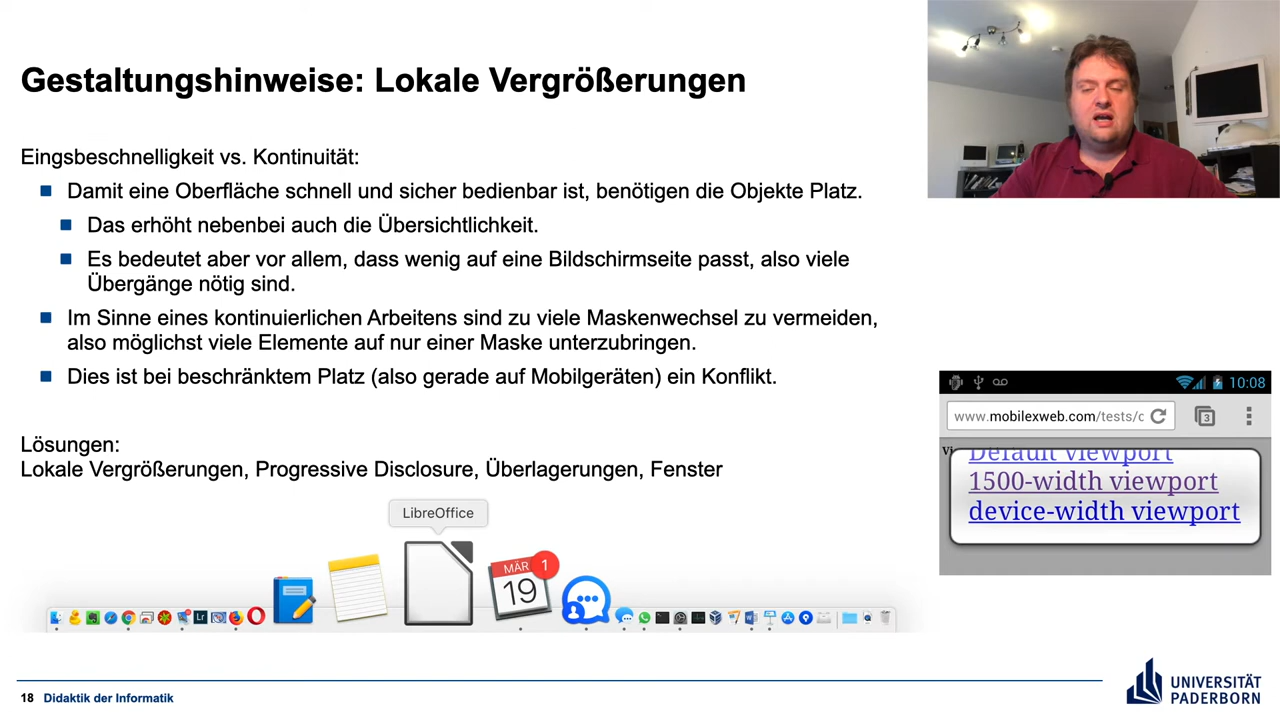 Gestaltungshinweise: Lokale Vergrößerungen
Eingsbeschnelligkeit vs. Kontinuität:
Damit eine Oberfläche schnell und sicher bedienbar ist, benötigen die Objekte Platz.
Das erhöht nebenbei auch die Übersichtlichkeit.
Es bedeutet aber vor allem, dass wenig auf eine Bildschirmseite passt, also viele
Übergänge nötig sind.
Im Sinne eines kontinuierlichen Arbeitens sind zu viele Maskenwechsel zu vermeiden,
also möglichst viele Elemente auf nur einer Maske unterzubringen.
Dies ist bei beschränktem Platz (also gerade auf Mobilgeräten) ein Konflikt.
Lösungen:
Lokale Vergrößerungen, Progressive Disclosure, Überlagerungen, Fenster
LibreOffice
MÄR 1
19
Lr
10:08
www.mobilexweb.com/tests/c
3
Default viewport
1500-width viewport
device-width viewport
18 Didaktik der Informatik
UNIVERSITÄT
PADERBORN